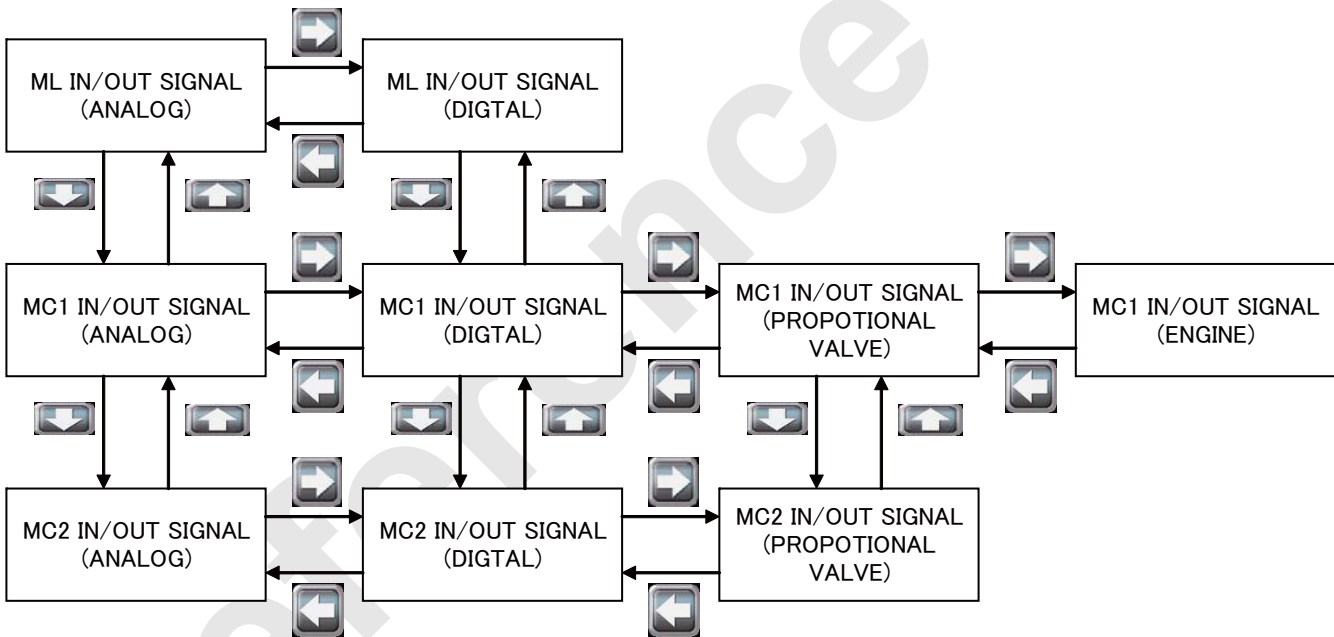 ML IN/OUT SIGNAL
(ANALOG)
ML IN/OUT SIGNAL
(DIGTAL)
MC1 IN/OUT SIGNAL
(ANALOG)
MC1 IN/OUT SIGNAL
(DIGTAL)
MC1 IN/OUT SIGNAL
(PROPOTIONAL
VALVE)
MC1 IN/OUT SIGNAL
(ENGINE)
MC2 IN/OUT SIGNAL
(ANALOG)
MC2 IN/OUT SIGNAL
(DIGTAL)
MC2 IN/OUT SIGNAL
(PROPOTIONAL
VALVE)